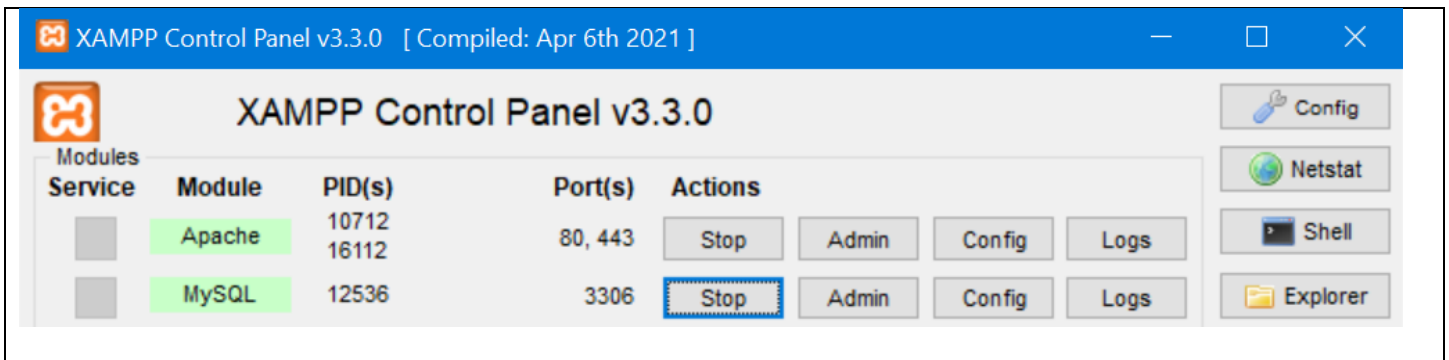 XAMPP Control Panel v3.3.0 [ Compiled: Apr 6th 2021 ]
XAMPP Control Panel v3.3.0
Config
Modules
Netstat
Service Module PID(s) Port(s) Actions
Apache 10712 16112 80, 443 Stop Admin Config Logs
Shell
MySQL 12536 3306 Stop Admin Config Logs
Explorer